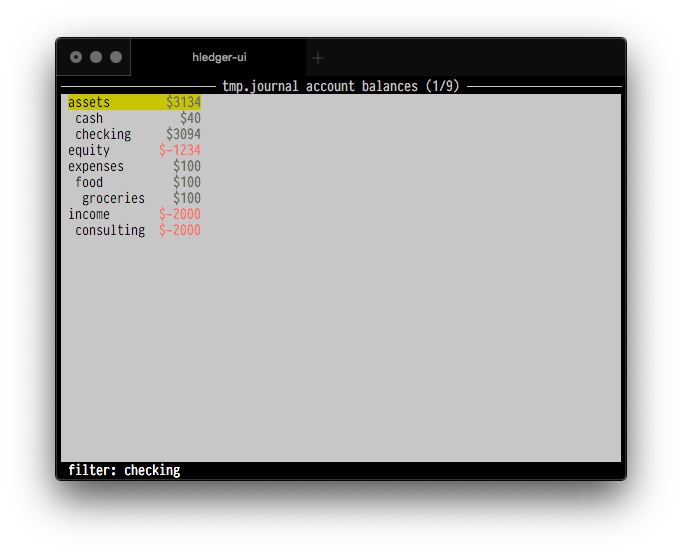 hledger-ui
tmp.journal account balances (1/9)
assets $3134
cash $40
checking $3094
equity $-1234
expenses $100
food $100
groceries $100
income $-2000
consulting $-2000
filter: checking